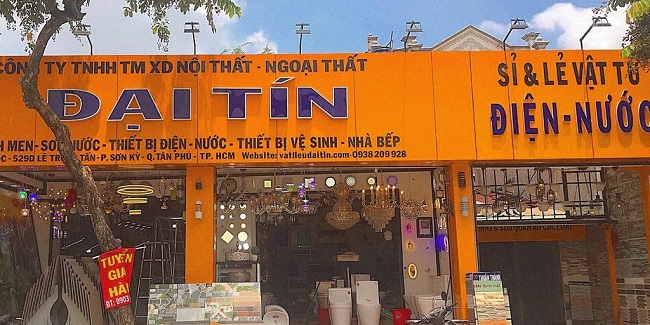 CÔNG TY TNHH TM XD NỘI THẤT - NGOẠI THẤT
ĐẠI TÍN
H MEN - SƠN NƯỚC - THIẾT BỊ ĐIỆN - NƯỚC - THIẾT BỊ VỆ SINH - NHÀ BẾP
C - 529D LÊ TRỌNG TẤN - P. SƠN KỲ - Q. TÂN PHÚ - TP. HCM Website: vatlieudaitin.com - 0938 209 928
SỈ & LẺ VẬT TƯ
ĐIỆN - NƯỚC
TUYỂN
GIA
HÀ
ĐT: 0903